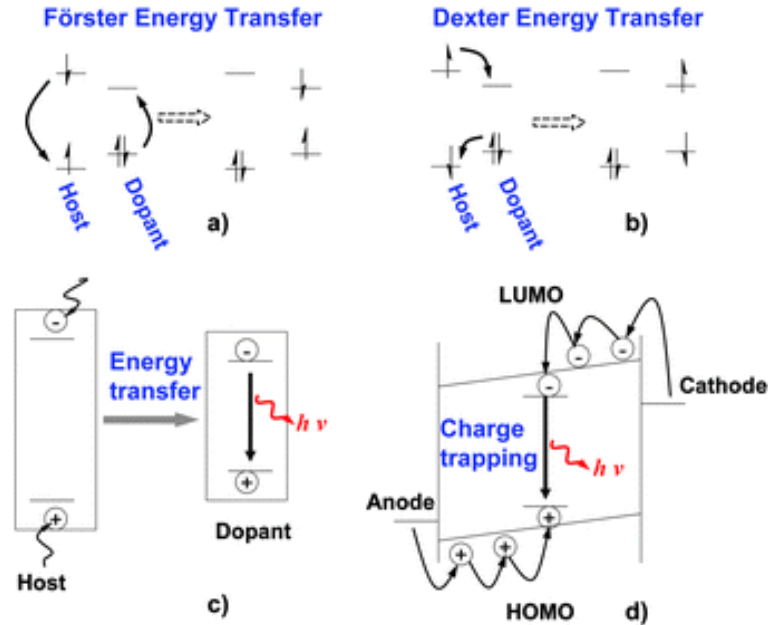 Förster Energy Transfer
Host
Dopant
a)
Dexter Energy Transfer
Host
Dopant
b)
Energy
transfer
h ν
Dopant
Host
c)
LUMO
Cathode
Charge
trapping
h ν
Anode
HOMO
d)